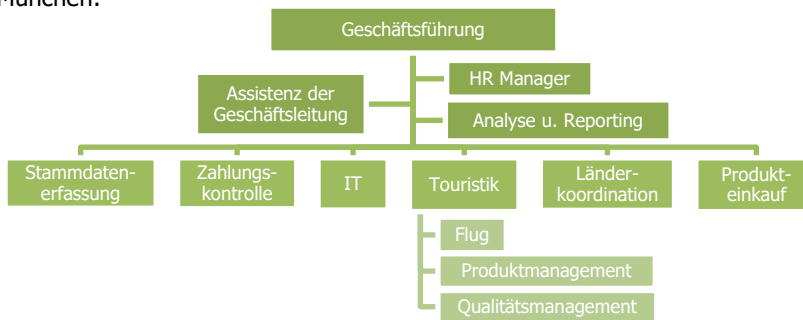 München.
Geschäftsführung
HR Manager
Assistenz der
Geschäftsleitung
Analyse u. Reporting
Stammdaten-
erfassung
Zahlungs-
kontrolle
IT
Touristik
Länder-
koordination
Produkt-
einkauf
Flug
Produktmanagement
Qualitätsmanagement